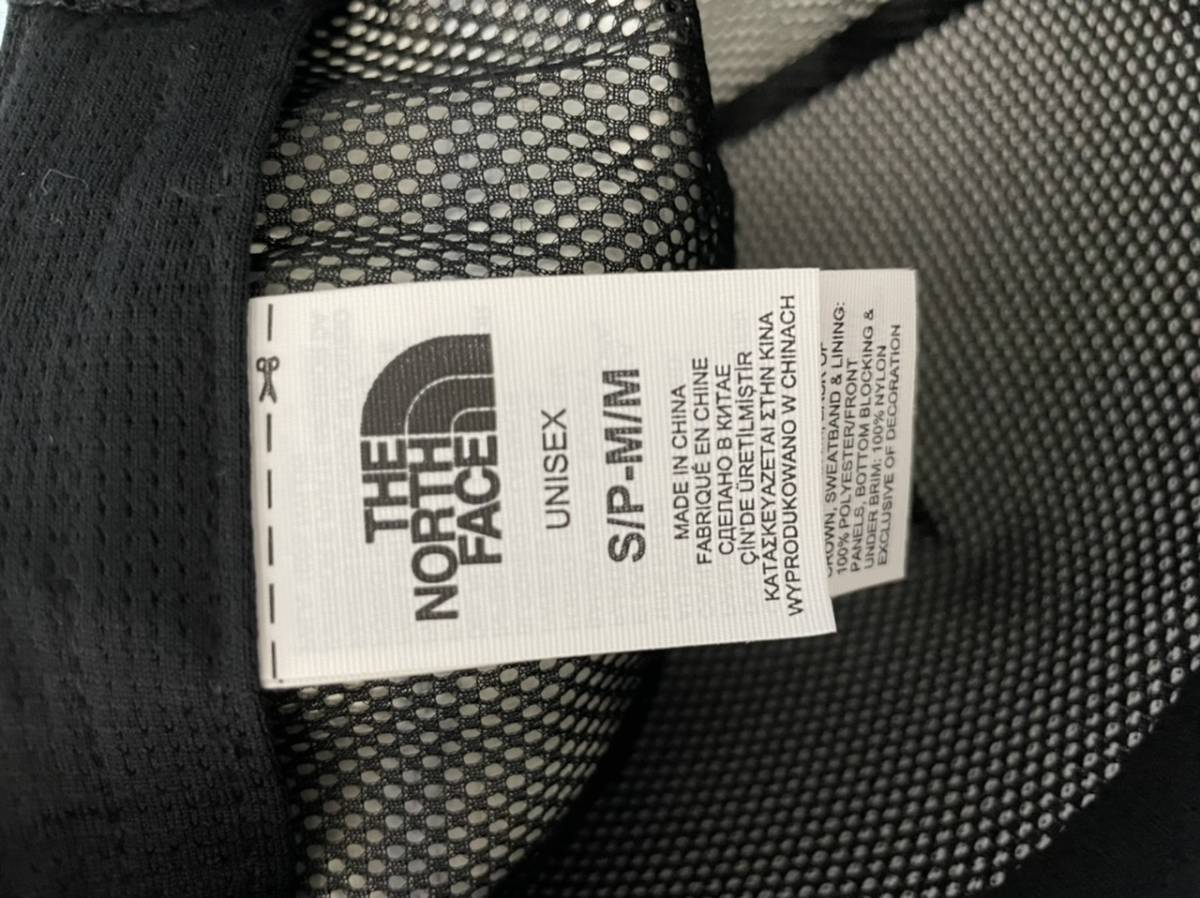 THE
NORTH
FACE
UNISEX
S/P-M/M
MADE IN CHINA
FABRIQUÉ EN CHINE
СДЕЛАНО В КИТАЕ
ÇİN'DE ÜRETİLMİŞTİR
ΚΑΤΑΣΚΕΥΑΖΕΤΑΙ ΣΤΗΝ ΚΙΝΑ
WYPRODUKOWANO W CHINACH
CROWN, SWEATBAND & LINING:
100% POLYESTER/FRONT
PANELS, BOTTOM BLOCKING &
UNDER BRIM: 100% NYLON
EXCLUSIVE OF DECORATION